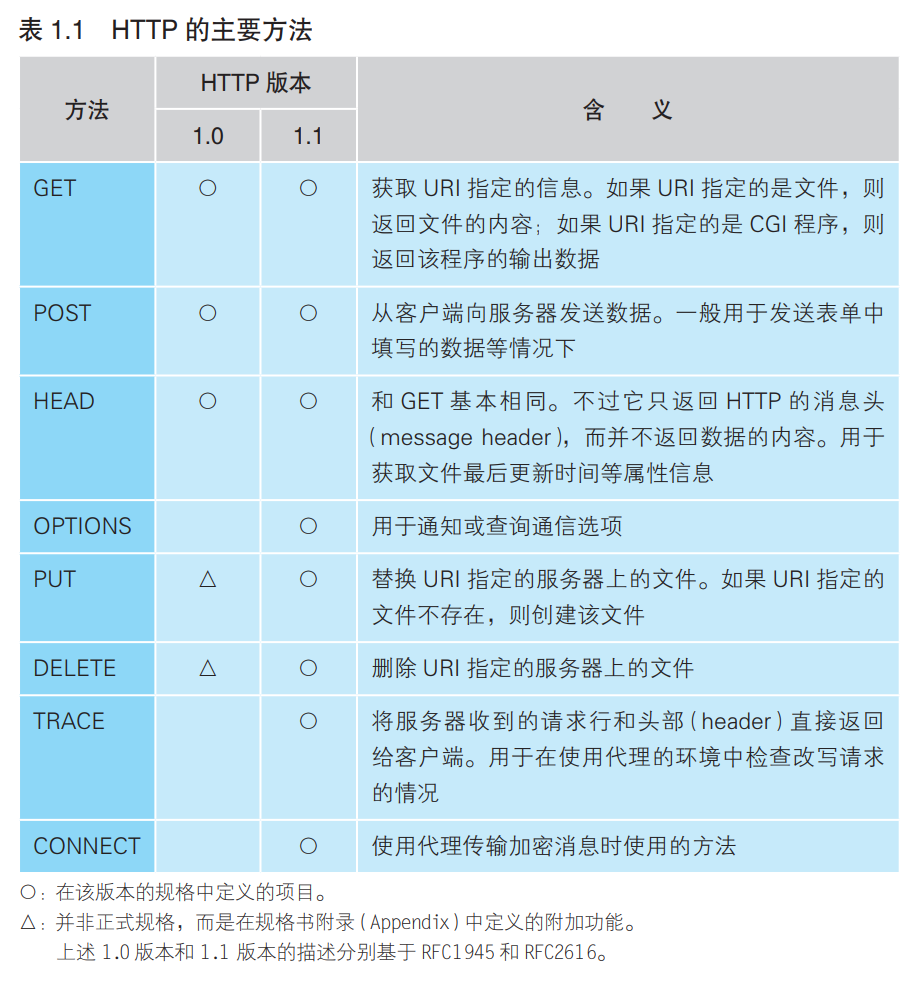 表 1.1 HTTP 的主要方法
方法
HTTP 版本
含 义
1.0
1.1
GET
○
○
获取 URI 指定的信息。如果 URI 指定的是文件，则
返回文件的内容；如果 URI 指定的是 CGI 程序，则
返回该程序的输出数据
POST
○
○
从客户端向服务器发送数据。一般用于发送表单中
填写的数据等情况下
HEAD
○
○
和 GET 基本相同。不过它只返回 HTTP 的消息头
（message header），而并不返回数据的内容。用于
获取文件最后更新时间等属性信息
OPTIONS
○
用于通知或查询通信选项
PUT
△
○
替换 URI 指定的服务器上的文件。如果 URI 指定的
文件不存在，则创建该文件
DELETE
△
○
删除 URI 指定的服务器上的文件
TRACE
○
将服务器收到的请求行和头部（header）直接返回
给客户端。用于在使用代理的环境中检查改写请求
的情况
CONNECT
○
使用代理传输加密消息时使用的方法
○：在该版本的规格中定义的项目。
△：并非正式规格，而是在规格书附录（Appendix）中定义的附加功能。
上述 1.0 版本和 1.1 版本的描述分别基于 RFC1945 和 RFC2616。